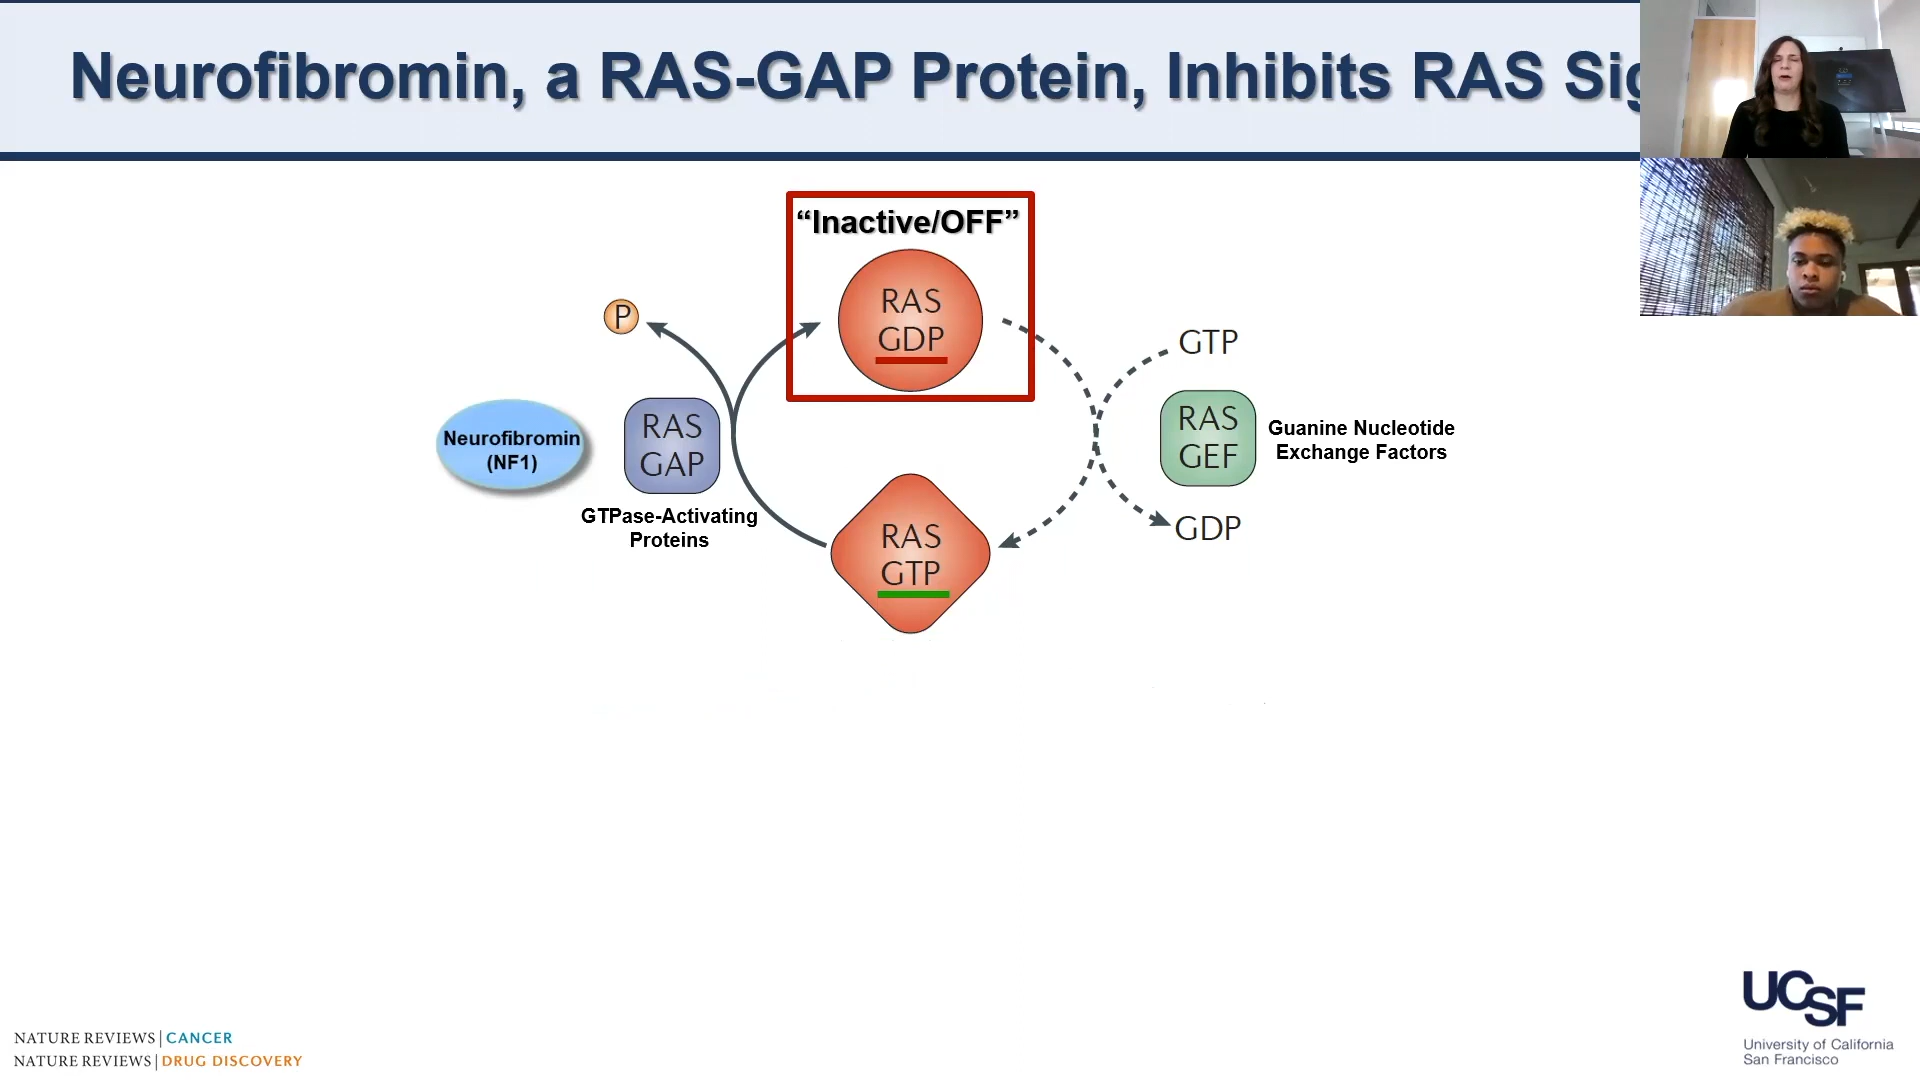 Neurofibromin, a RAS-GAP Protein, Inhibits RAS Sig
“Inactive/OFF”
RAS
GDP
P
GTP
Neurofibromin
(NF1)
RAS
GAP
GTPase-Activating
Proteins
RAS
GEF
Guanine Nucleotide
Exchange Factors
RAS
GTP
GDP
NATURE REVIEWS | CANCER
NATURE REVIEWS | DRUG DISCOVERY
UCSF
University of California
San Francisco